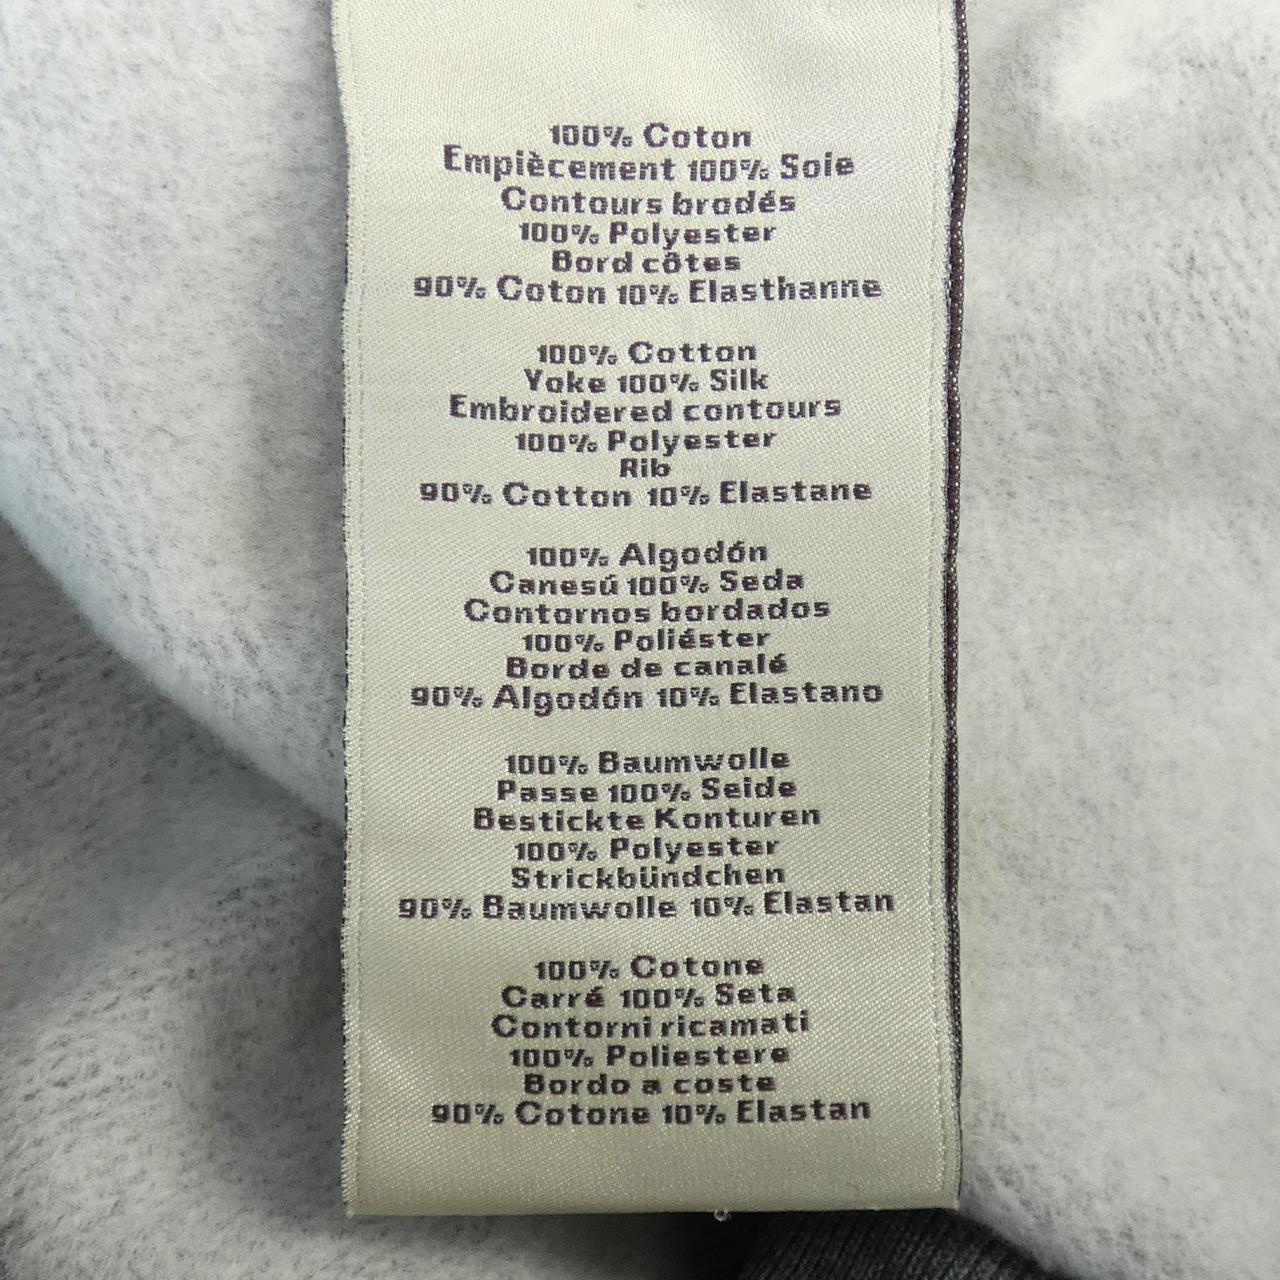 100% Coton
Empiècement 100% Soie
Contours brodés
100% Polyester
Bord côtes
90% Coton 10% Elasthanne
100% Cotton
Yoke 100% Silk
Embroidered contours
100% Polyester
Rib
90% Cotton 10% Elastane
100% Algodón
Canesú 100% Seda
Contornos bordados
100% Poliéster
Borde de canalé
90% Algodón 10% Elastano
100% Baumwolle
Passe 100% Seide
Bestickte Konturen
100% Polyester
Strickbündchen
90% Baumwolle 10% Elastan
100% Cotone
Carré 100% Seta
Contorni ricamati
100% Poliestere
Bordo a coste
90% Cotone 10% Elastan